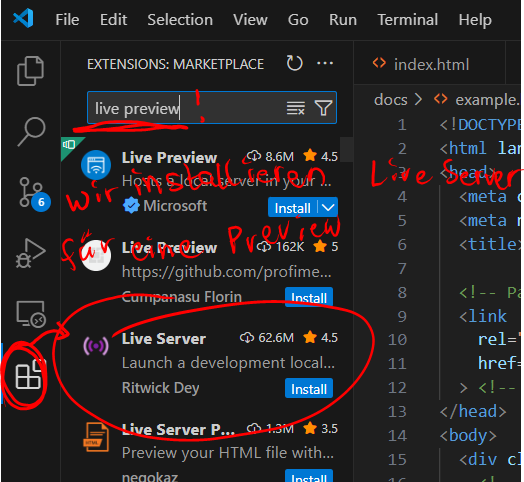 File Edit Selection View Go Run Terminal Help
EXTENSIONS: MARKETPLACE
live preview !
Live Preview 8.6M 4.5
Hosts a local server in your ...
Microsoft Install
wir installieren Live Server
Live Preview 162K 5
https://github.com/profime...
Cumpanasu Florin Install
für eine Preview
Live Server 62.6M 4.5
Launch a development local...
Ritwick Dey Install
Live Server P... 1.3M 3.5
Preview your HTML file with...
negokaz Install
6
index.html
docs > example.
1 <!DOCTYPE
2 <html lan
3 <head>
4 <meta c
5 <meta n
6 <title>
7
8 <!-- Pa
9 <link
10 rel="
11 href=
12 > <!--
13 </head>
14 <body>
15 <div cl